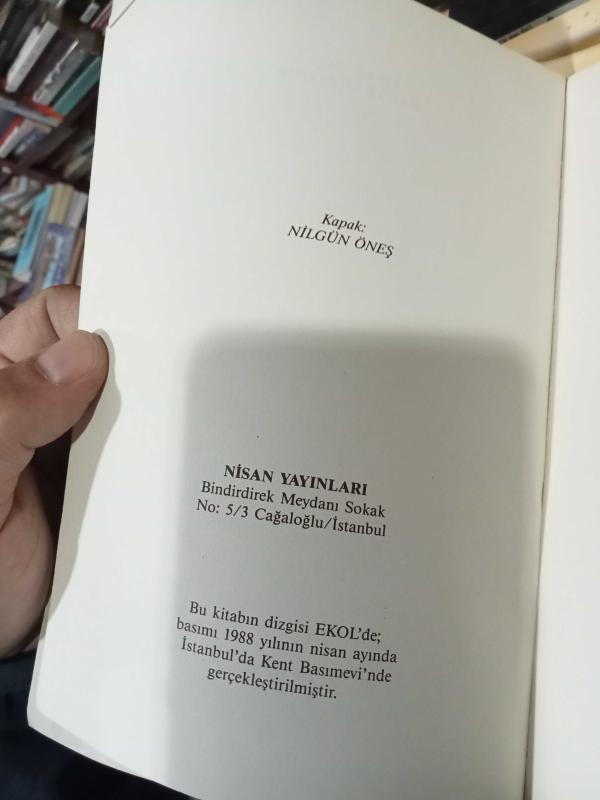 Kapak:
NİLGÜN ÖNEŞ
NİSAN YAYINLARI
Bindirdirek Meydanı Sokak
No: 5/3 Cağaloğlu/İstanbul
Bu kitabın dizgisi EKOL'de;
basımı 1988 yılının nisan ayında
İstanbul'da Kent Basımevi'nde
gerçekleştirilmiştir.